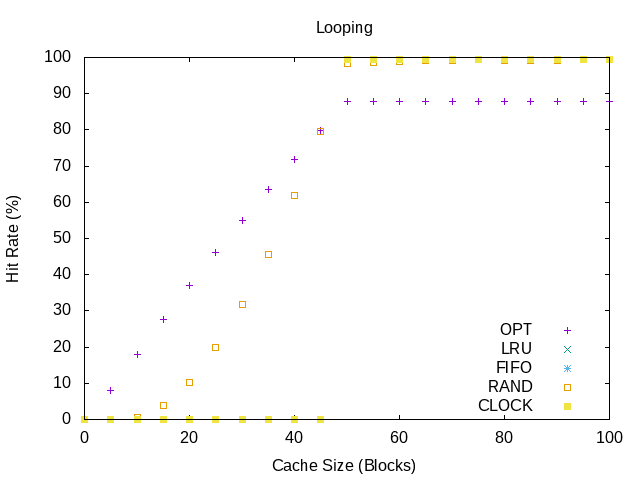 Looping
100
90
80
70
60
50
40
30
20
10
0
Hit Rate (%)
OPT
LRU
FIFO
RAND
CLOCK
0 20 40 60 80 100
Cache Size (Blocks)